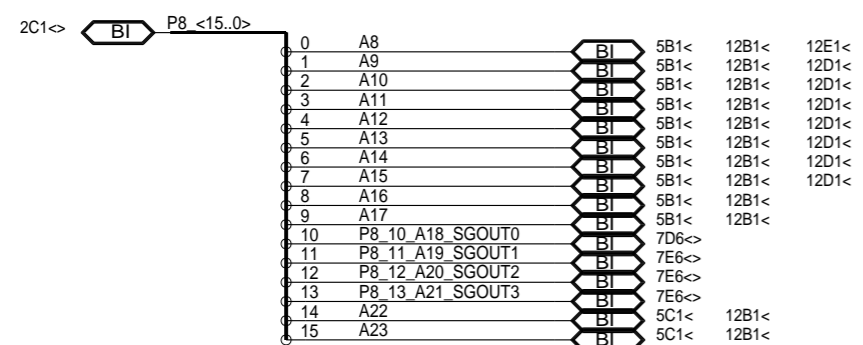 2C1<> BI P8_<15..0>
0 A8 BI 5B1< 12B1< 12E1<
1 A9 BI 5B1< 12B1< 12D1<
2 A10 BI 5B1< 12B1< 12D1<
3 A11 BI 5B1< 12B1< 12D1<
4 A12 BI 5B1< 12B1< 12D1<
5 A13 BI 5B1< 12B1< 12D1<
6 A14 BI 5B1< 12B1< 12D1<
7 A15 BI 5B1< 12B1< 12D1<
8 A16 BI 5B1< 12B1<
9 A17 BI 5B1< 12B1<
10 P8_10_A18_SGOUT0 BI 7D6<>
11 P8_11_A19_SGOUT1 BI 7E6<>
12 P8_12_A20_SGOUT2 BI 7E6<>
13 P8_13_A21_SGOUT3 BI 7E6<>
14 A22 BI 5C1< 12B1<
15 A23 BI 5C1< 12B1<